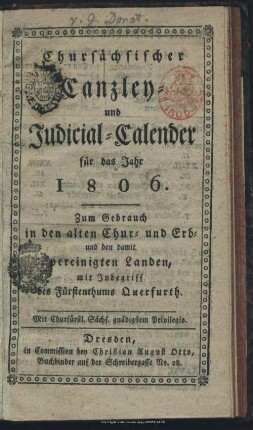 v. J. Dorat.
Chursächsischer
Canzley-
und
Judicial-Calender
für das Jahr
1806.
Zum Gebrauch
in den alten Chur- und Erb-
und den damit
vereinigten Landen,
mit Inbegriff
des Fürstenthums Querfurth.
Mit Churfürstl. Sächs. gnädigstem Privilegio.
Dresden,
in Commission bey Christian August Otto,
Buchbinder auf der Schreibergasse No. 28.